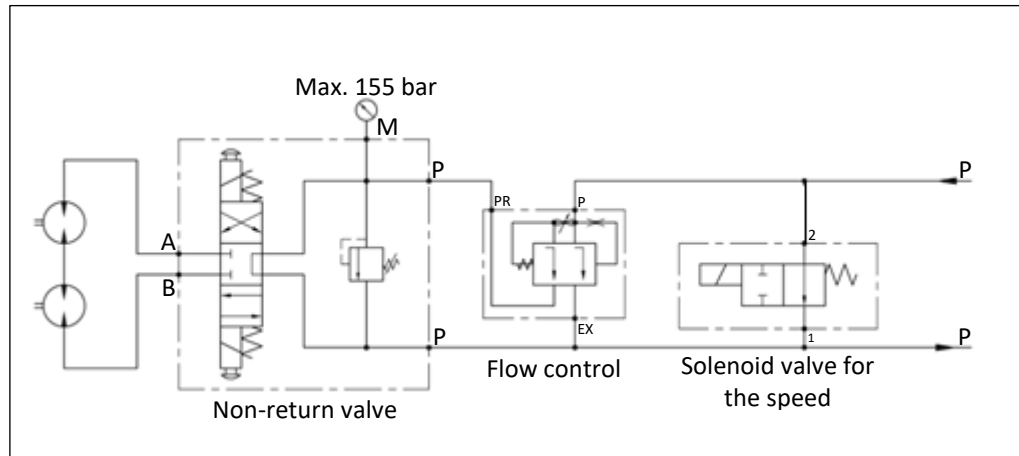 Max. 155 bar
M
P
P
P
PR
P
A
B
2
1
EX
P
P
Flow control
Solenoid valve for
the speed
Non-return valve